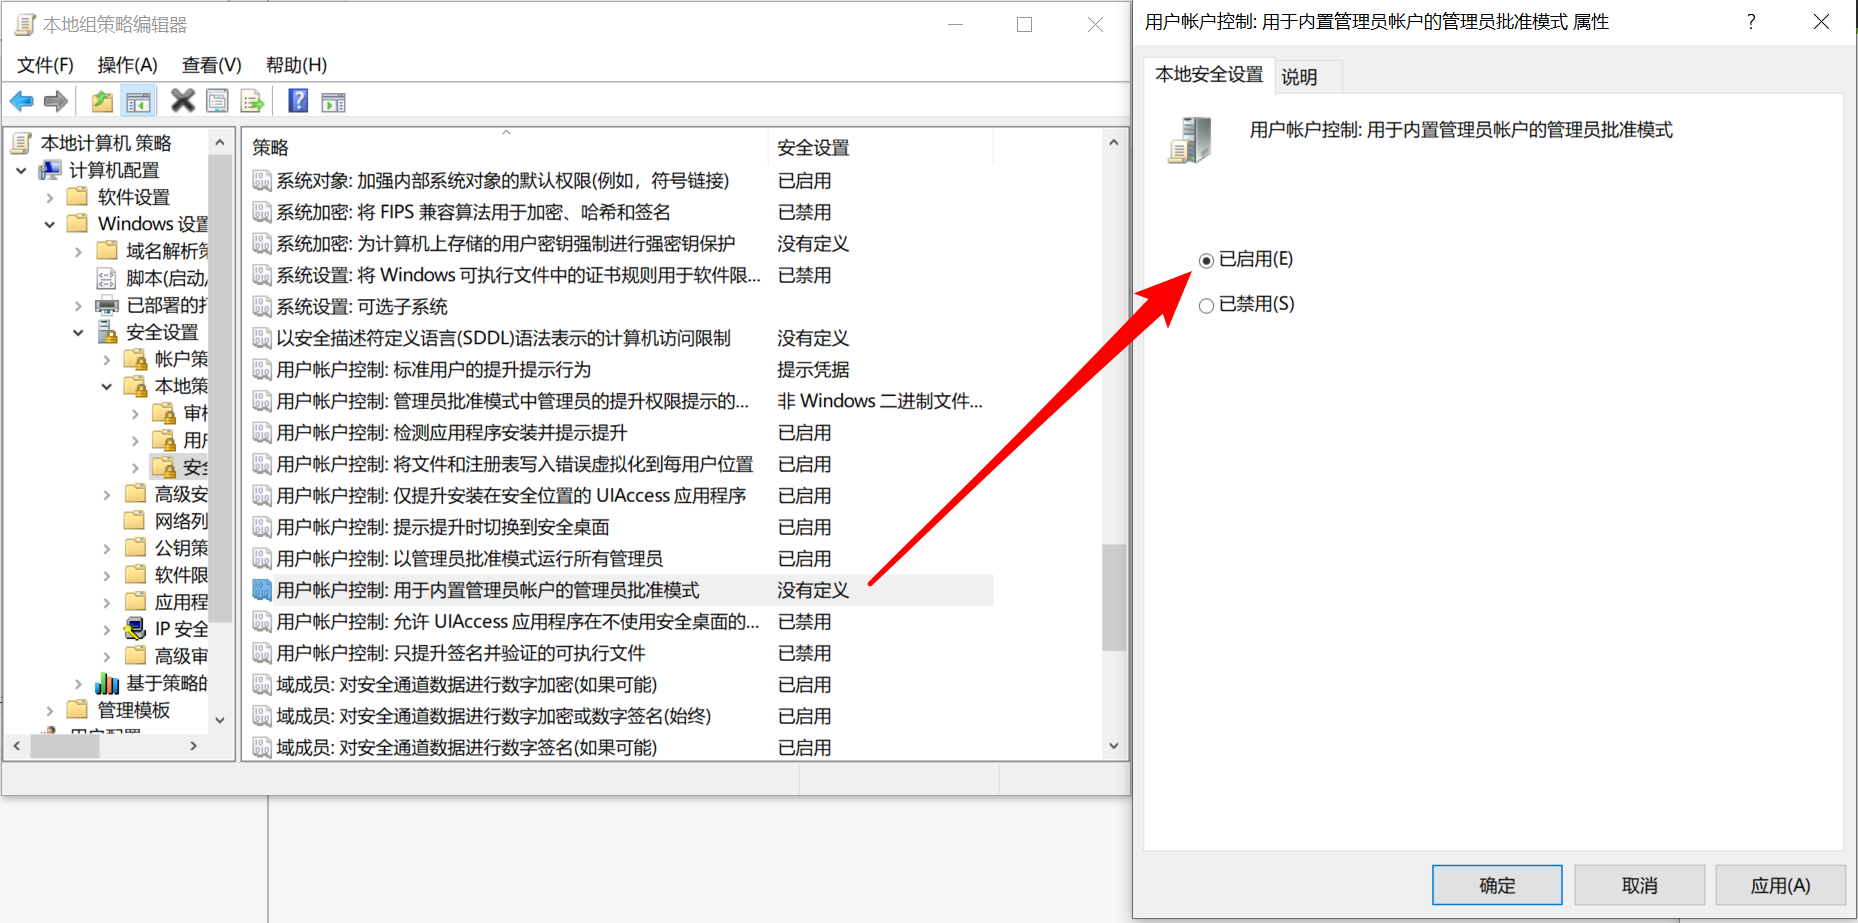 本地组策略编辑器
文件(F) 操作(A) 查看(V) 帮助(H)
本地计算机 策略
计算机配置
软件设置
Windows 设置
域名解析策
脚本(启动/
已部署的打
安全设置
帐户策
本地策
审核
用户
安全
高级安
网络列
公钥策
软件限
应用程
IP 安全
高级审
基于策略的
管理模板
用户配置
策略 安全设置
系统对象: 加强内部系统对象的默认权限(例如，符号链接) 已启用
系统加密: 将 FIPS 兼容算法用于加密、哈希和签名 已禁用
系统加密: 为计算机上存储的用户密钥强制进行强密钥保护 没有定义
系统设置: 将 Windows 可执行文件中的证书规则用于软件限... 已禁用
系统设置: 可选子系统
以安全描述符定义语言(SDDL)语法表示的计算机访问限制 没有定义
用户帐户控制: 标准用户的提升提示行为 提示凭据
用户帐户控制: 管理员批准模式中管理员的提升权限提示的... 非 Windows 二进制文件...
用户帐户控制: 检测应用程序安装并提示提升 已启用
用户帐户控制: 将文件和注册表写入错误虚拟化到每用户位置 已启用
用户帐户控制: 仅提升安装在安全位置的 UIAccess 应用程序 已启用
用户帐户控制: 提示提升时切换到安全桌面 已启用
用户帐户控制: 以管理员批准模式运行所有管理员 已启用
用户帐户控制: 用于内置管理员帐户的管理员批准模式 没有定义
用户帐户控制: 允许 UIAccess 应用程序在不使用安全桌面的... 已禁用
用户帐户控制: 只提升签名并验证的可执行文件 已禁用
域成员: 对安全通道数据进行数字加密(如果可能) 已启用
域成员: 对安全通道数据进行数字加密或数字签名(始终) 已启用
域成员: 对安全通道数据进行数字签名(如果可能) 已启用
用户帐户控制: 用于内置管理员帐户的管理员批准模式 属性
本地安全设置 说明
用户帐户控制: 用于内置管理员帐户的管理员批准模式
已启用(E)
已禁用(S)
确定 取消 应用(A)